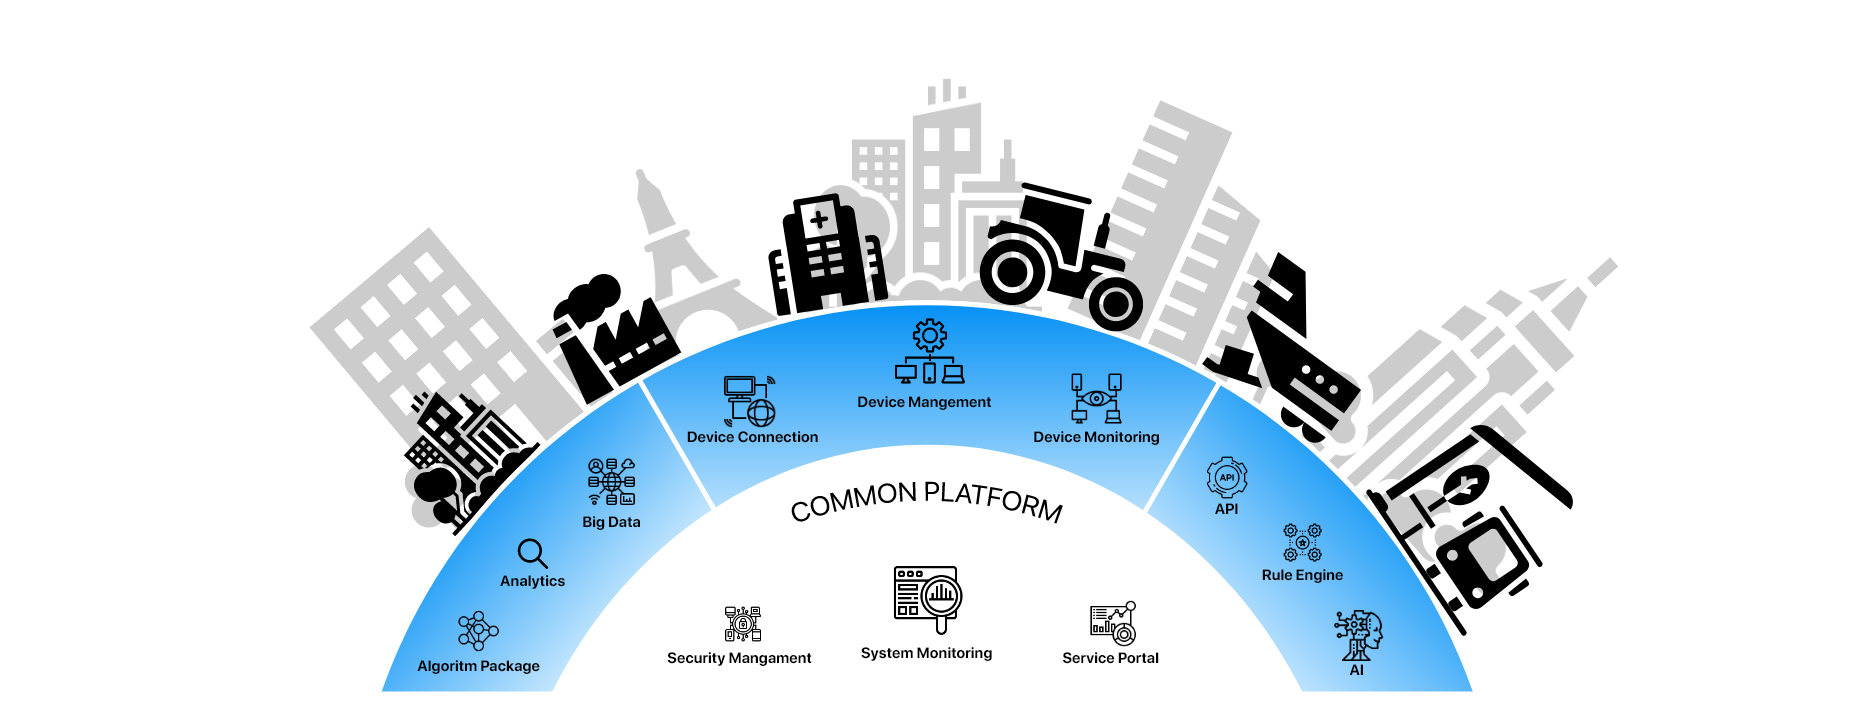 Device Mangement
Device Connection
Device Monitoring
COMMON PLATFORM
API
API
Big Data
Rule Engine
Analytics
System Monitoring
Security Mangament
Service Portal
Algoritm Package
AI